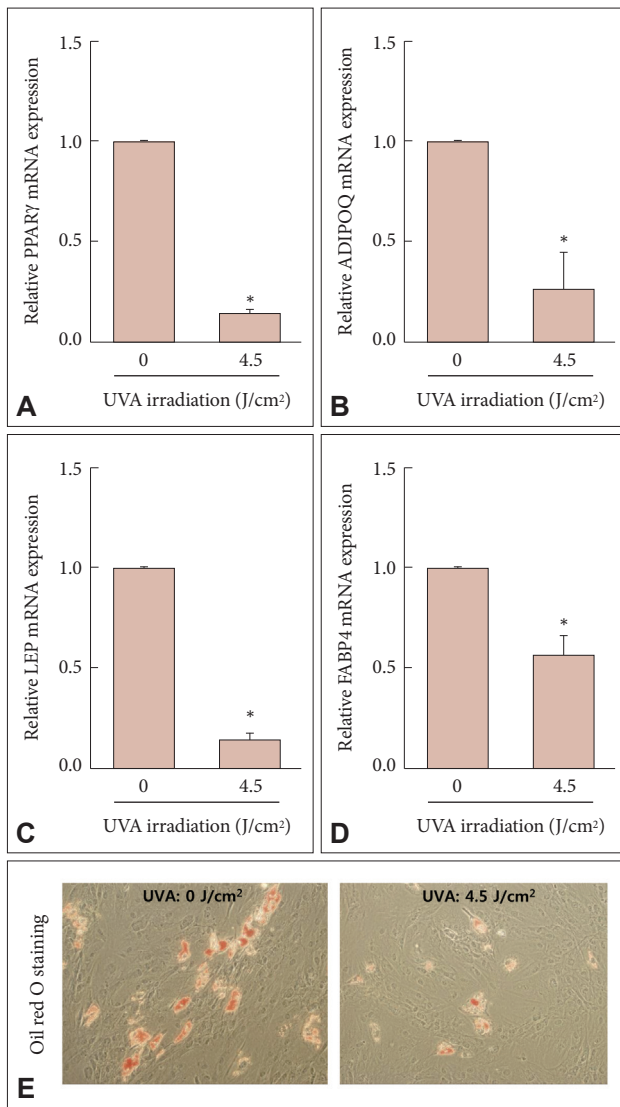 1.5
1.0
0.5
0.0
Relative PPARγ mRNA expression
*
0 4.5
UVA irradiation (J/cm²)
A
1.5
1.0
0.5
0.0
Relative ADIPOQ mRNA expression
*
0 4.5
UVA irradiation (J/cm²)
B
1.5
1.0
0.5
0.0
Relative LEP mRNA expression
*
0 4.5
UVA irradiation (J/cm²)
C
1.5
1.0
0.5
0.0
Relative FABP4 mRNA expression
*
0 4.5
UVA irradiation (J/cm²)
D
Oil red O staining
UVA: 0 J/cm²
UVA: 4.5 J/cm²
E